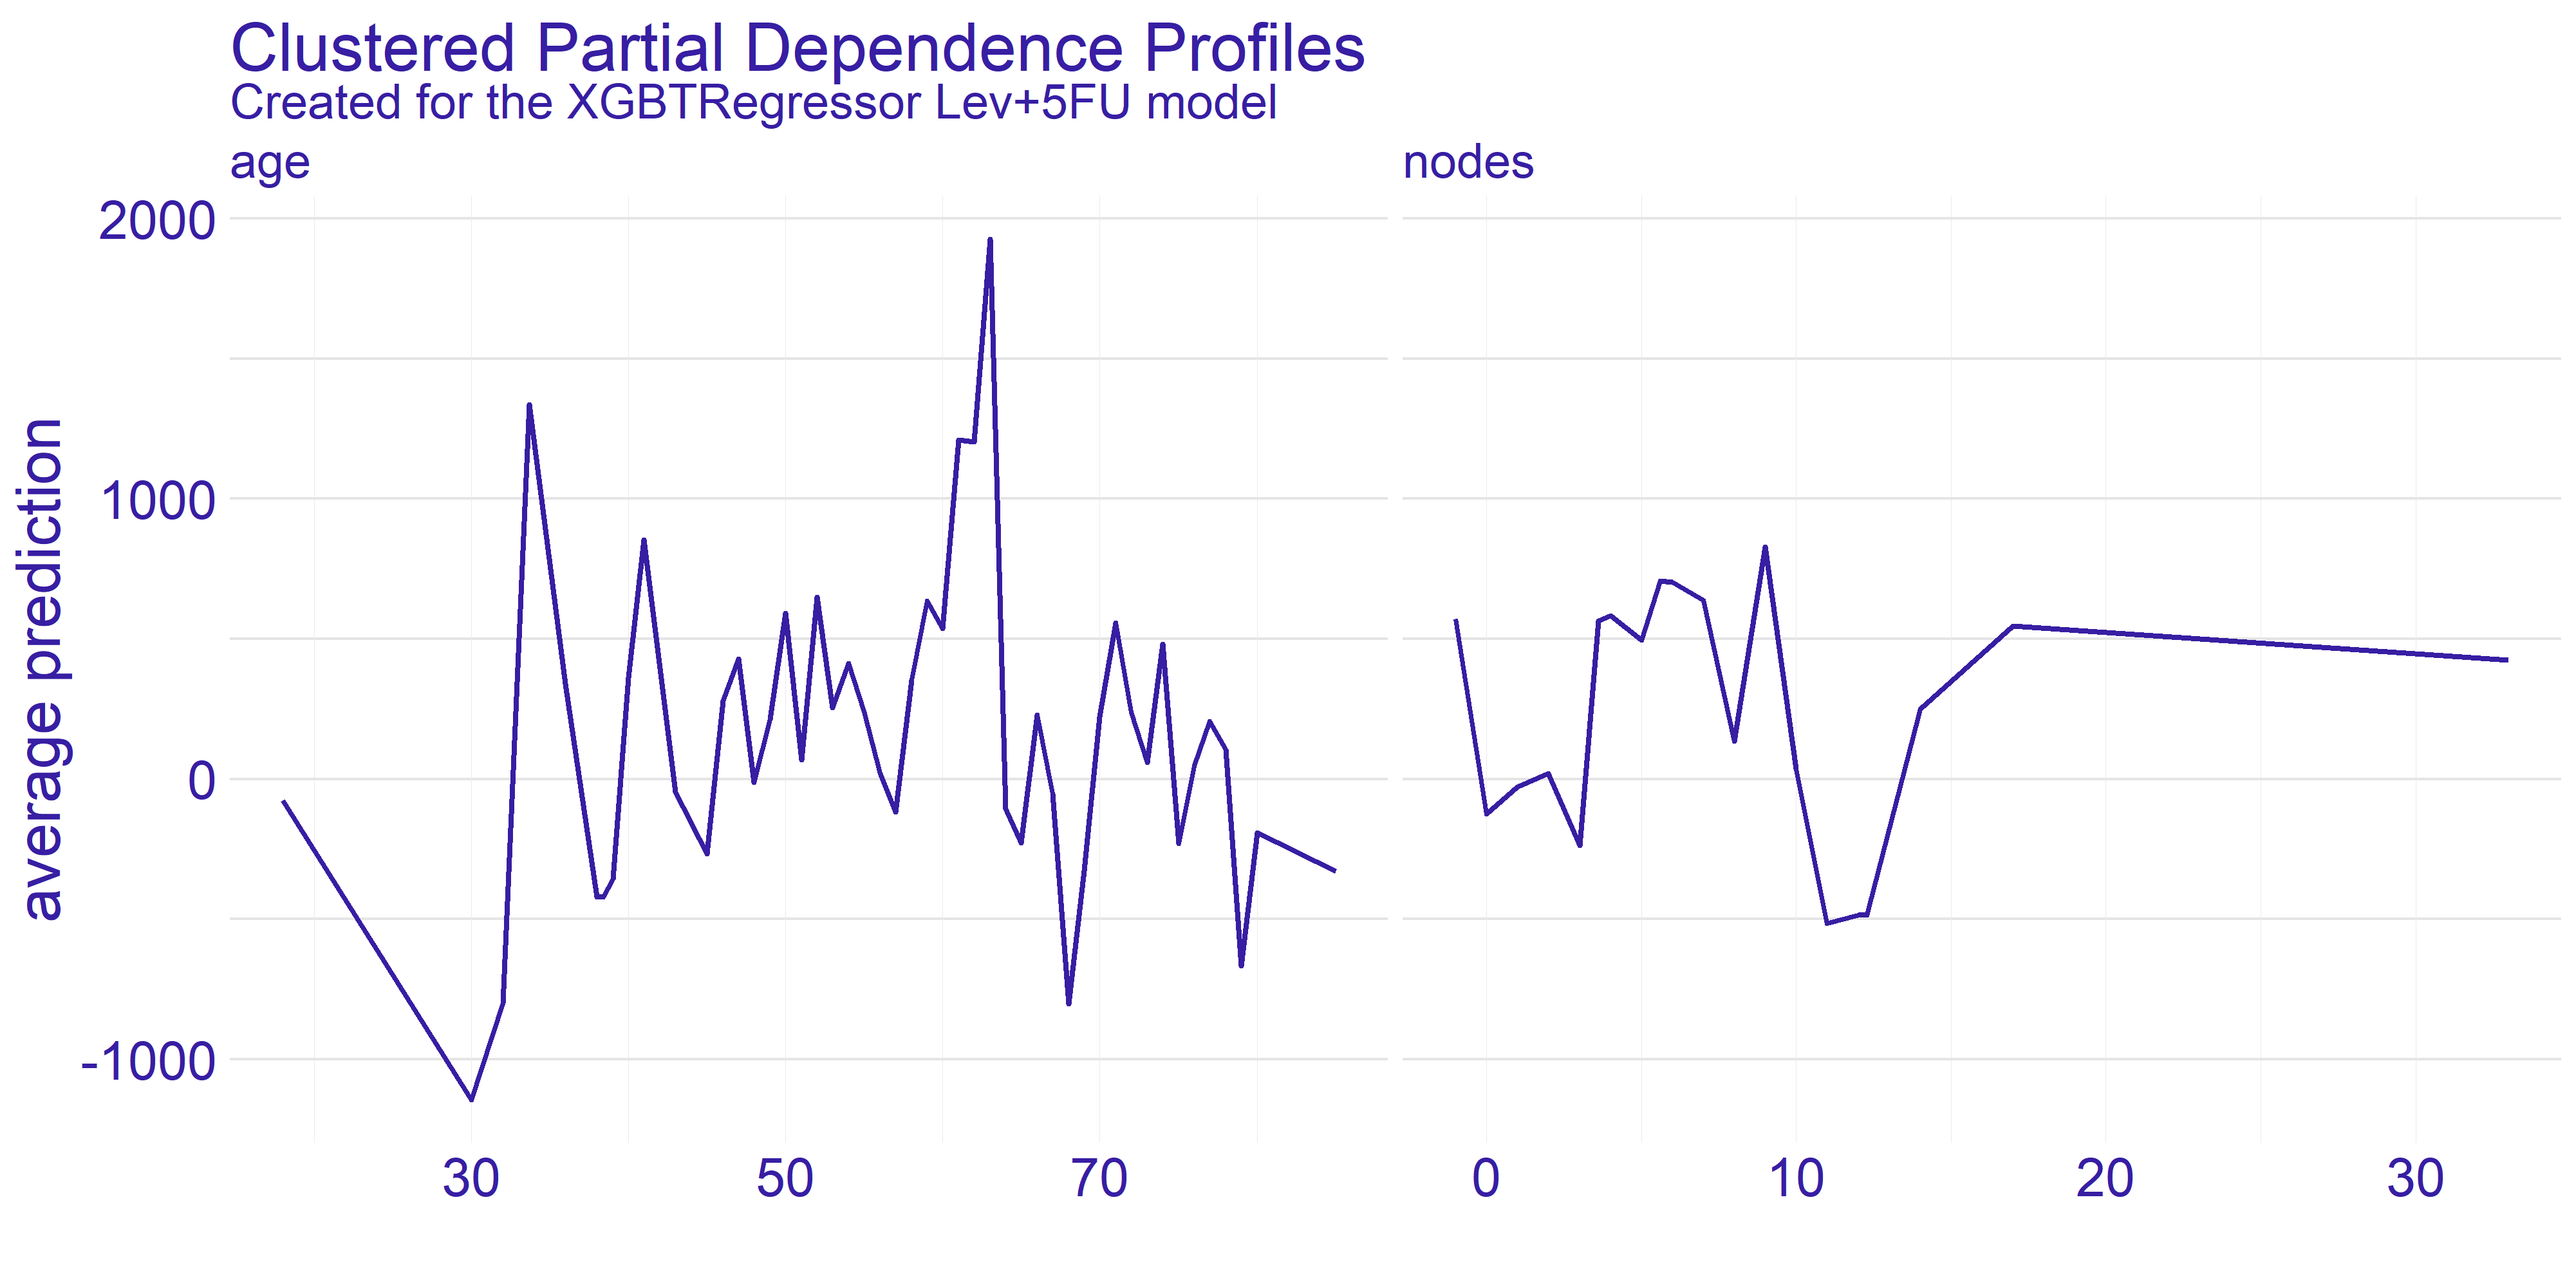 Clustered Partial Dependence Profiles
Created for the XGBTRegressor Lev+5FU model
age
nodes
average prediction
2000
1000
0
-1000
30 50 70
0 10 20 30